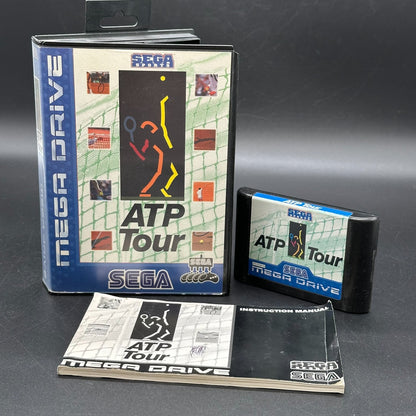 SEGA
SPORTS
MEGA DRIVE
ATP
Tour
SEGA
SEGA
SPORTS
ATP Tour
SEGA
MEGA DRIVE
INSTRUCTION MANUAL
ATP
Tour
MEGA DRIVE
SEGA
SPORTS
SEGA